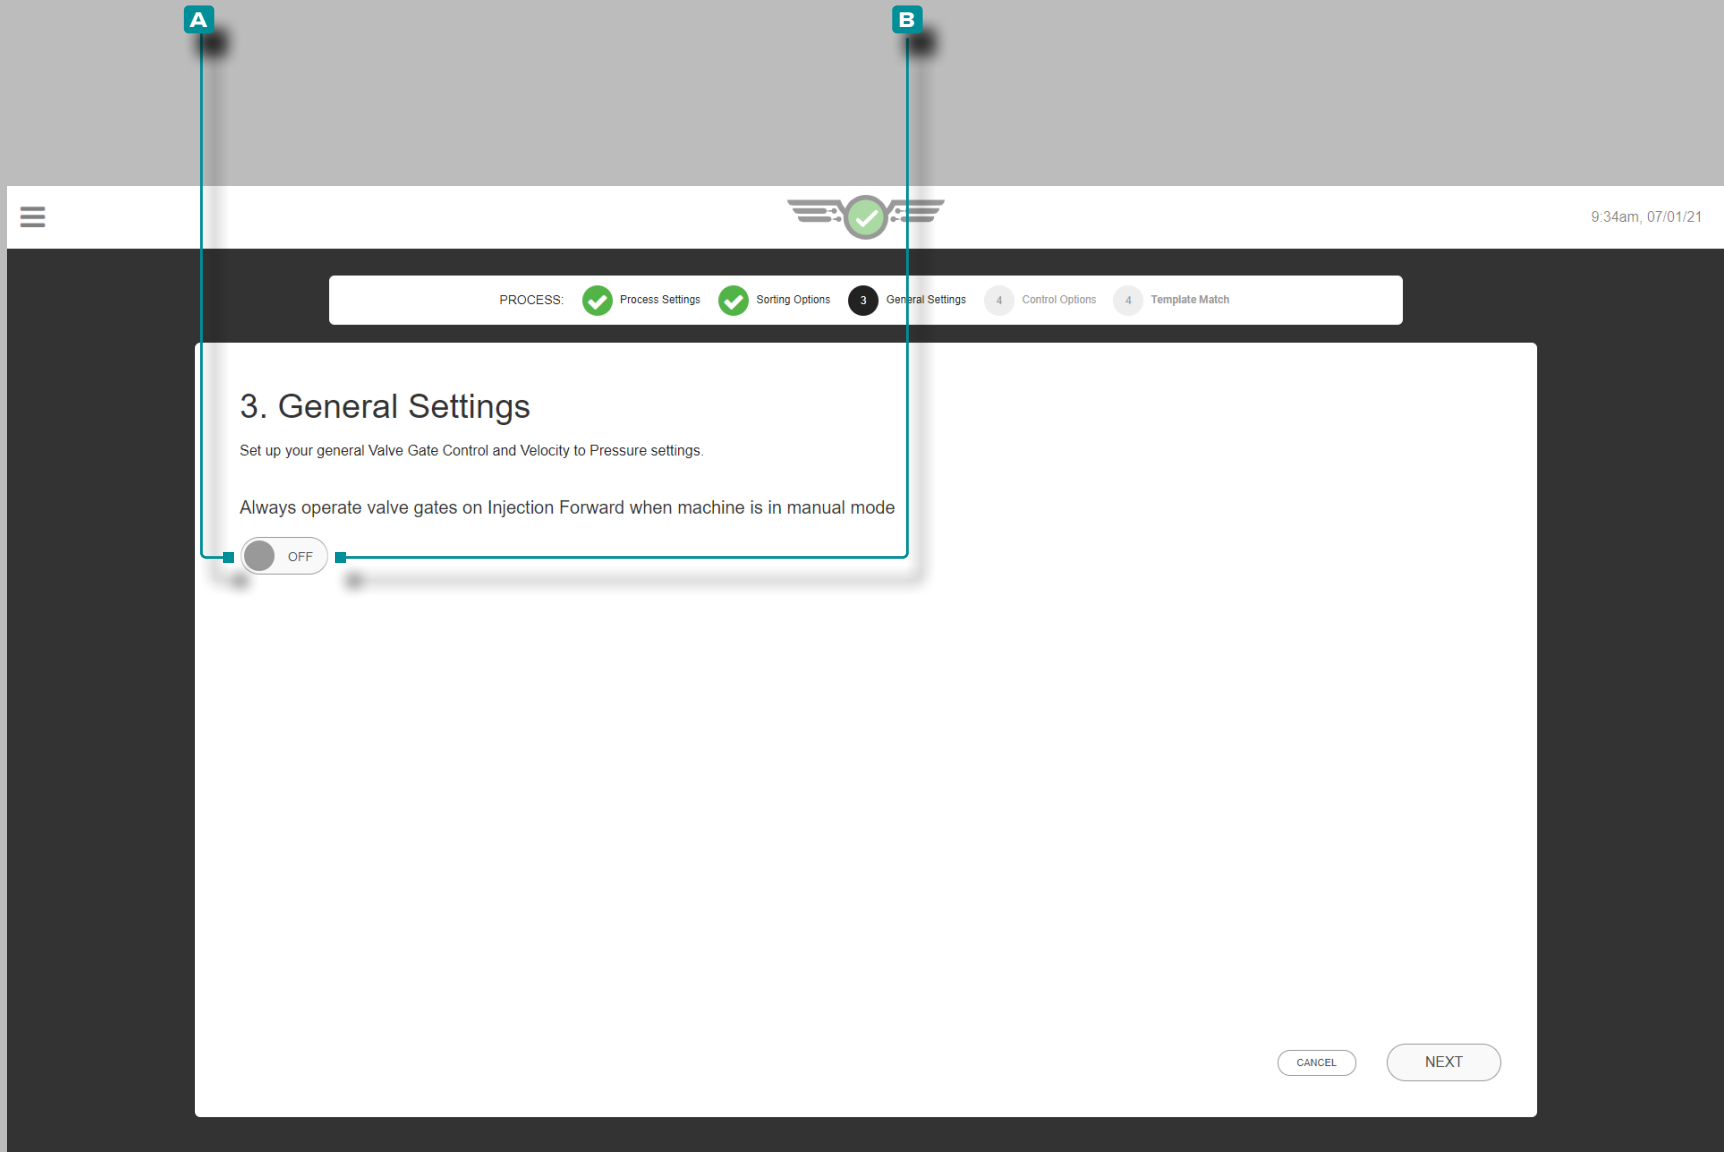 A B
9:34am, 07/01/21
PROCESS: Process Settings Sorting Options 3 General Settings 4 Control Options 4 Template Match
3. General Settings
Set up your general Valve Gate Control and Velocity to Pressure settings.
Always operate valve gates on Injection Forward when machine is in manual mode
OFF
CANCEL NEXT